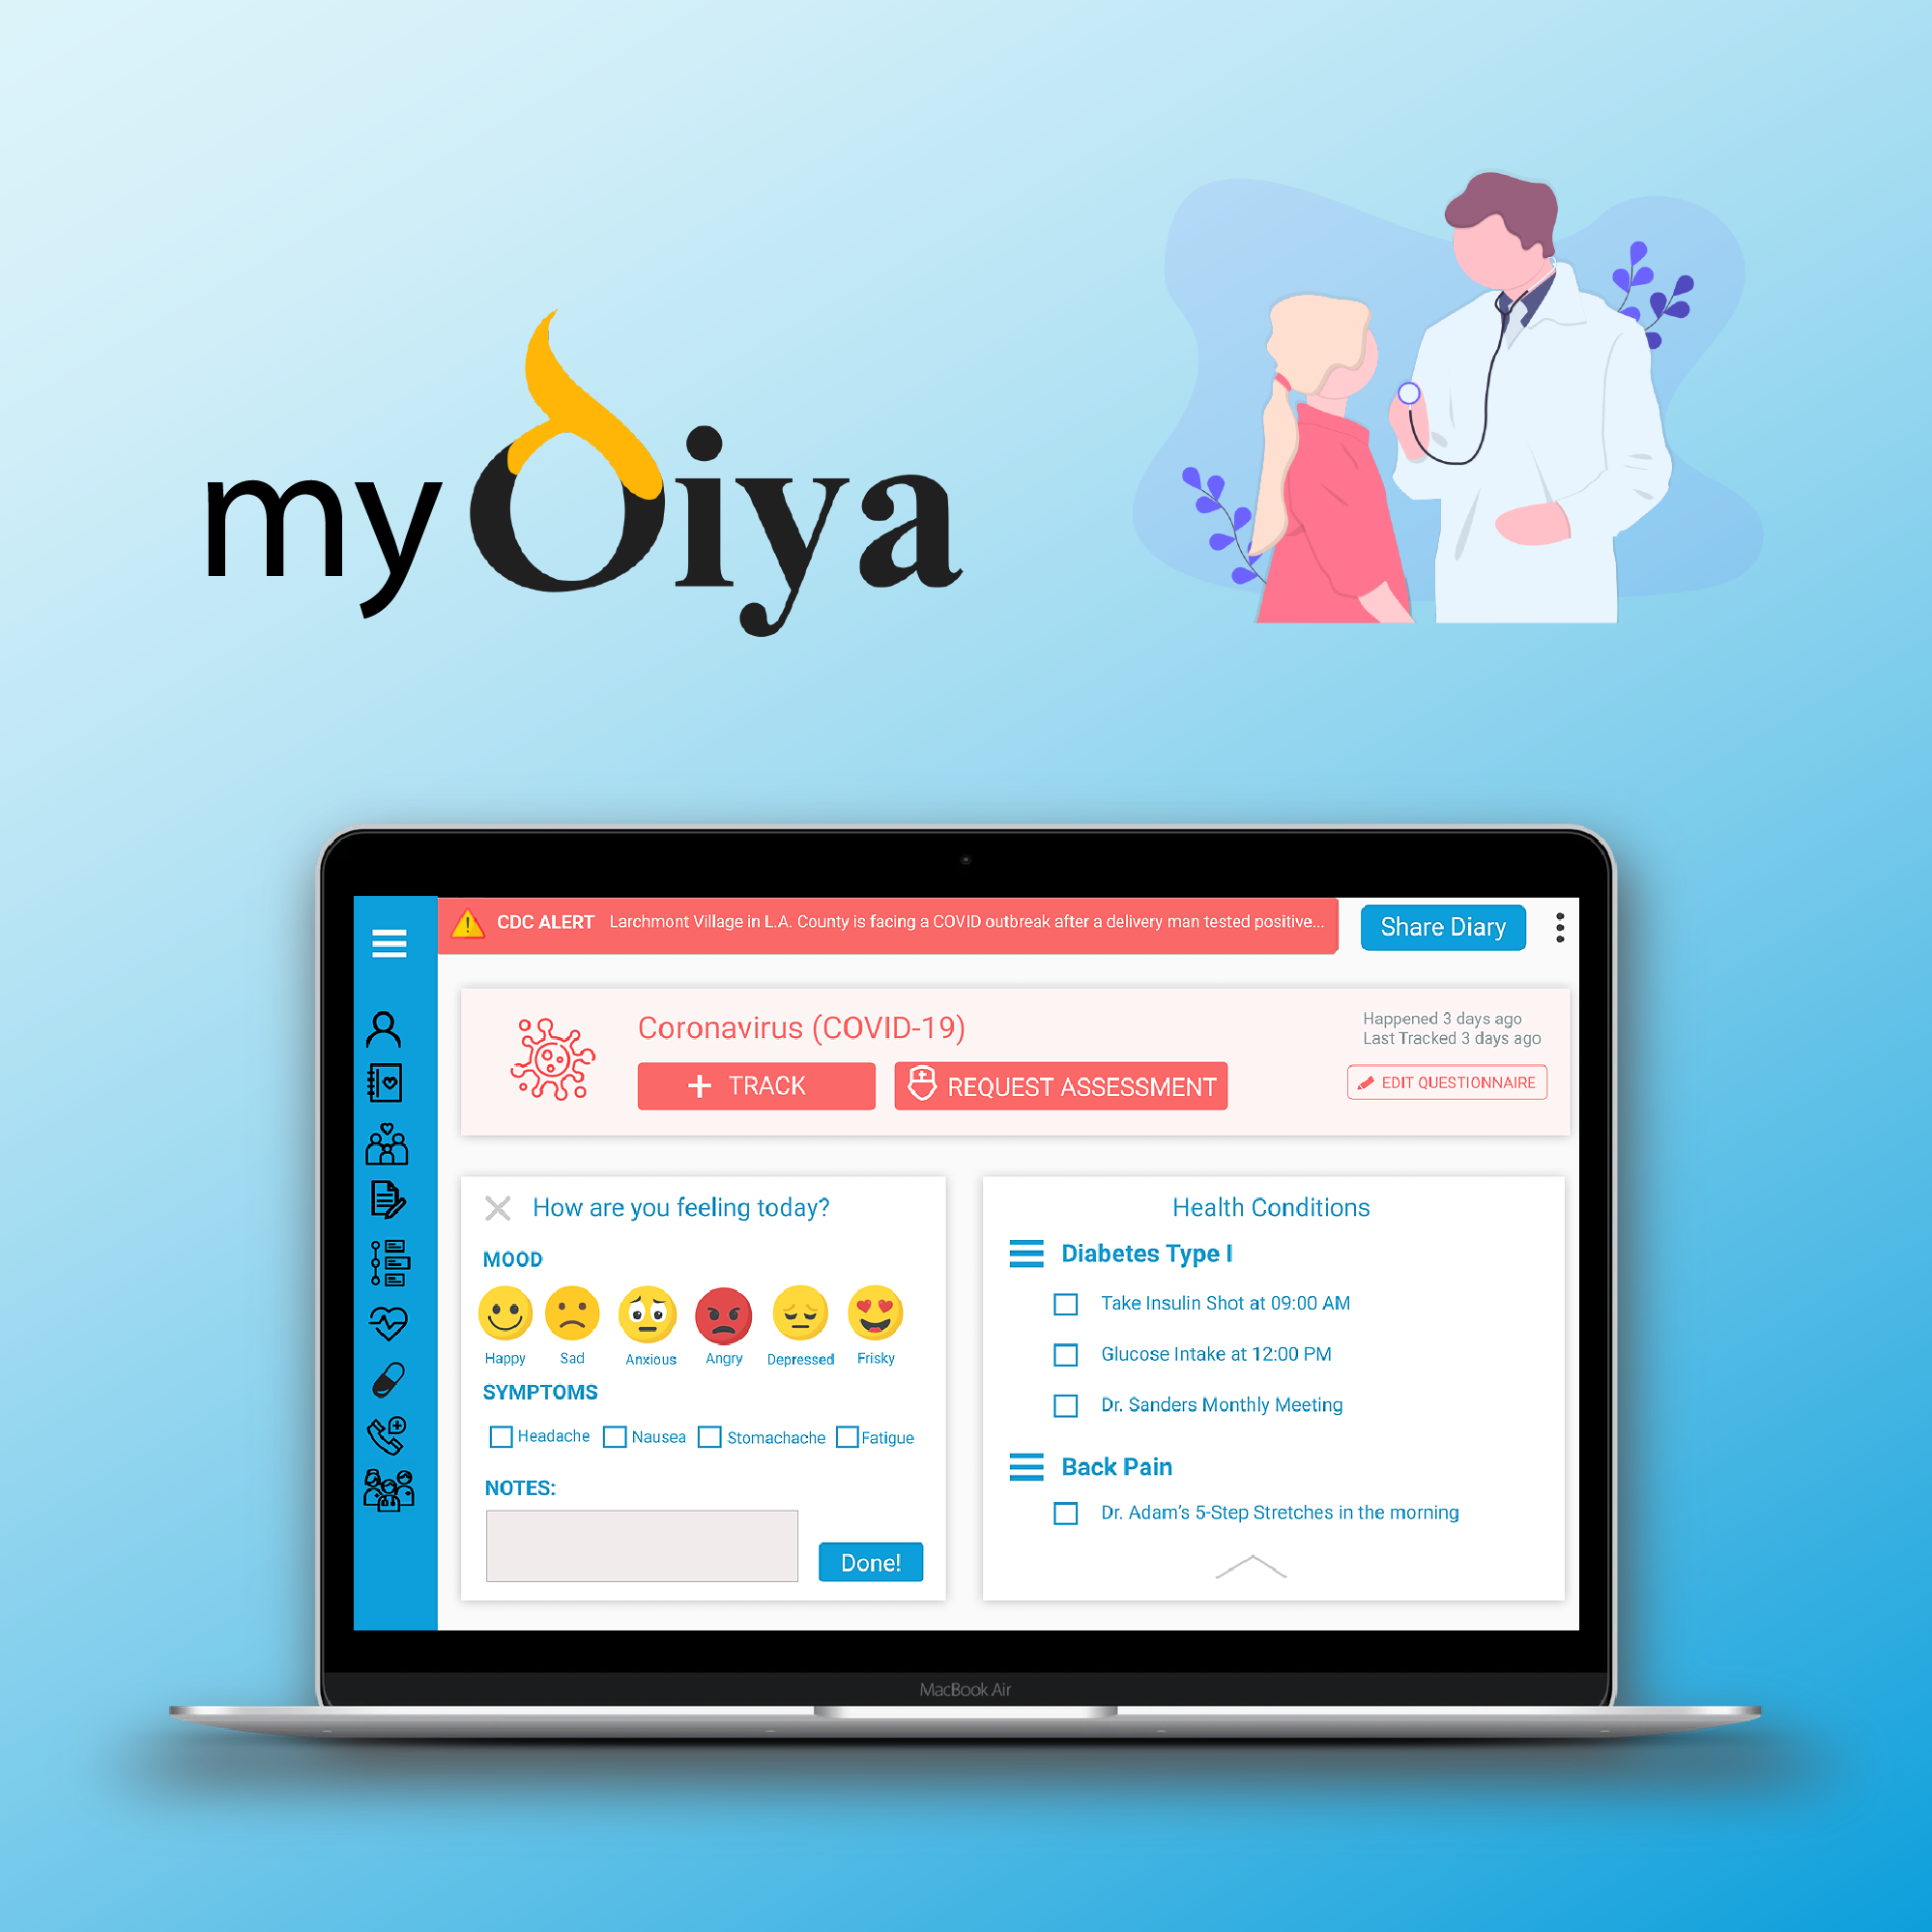 my Diya
CDC ALERT Larchmont Village in L.A. County is facing a COVID outbreak after a delivery man tested positive...
Share Diary
Coronavirus (COVID-19)
+ TRACK
REQUEST ASSESSMENT
Happened 3 days ago
Last Tracked 3 days ago
EDIT QUESTIONNAIRE
How are you feeling today?
MOOD
Happy Sad Anxious Angry Depressed Frisky
SYMPTOMS
Headache Nausea Stomachache Fatigue
NOTES:
Done!
Health Conditions
Diabetes Type I
Take Insulin Shot at 09:00 AM
Glucose Intake at 12:00 PM
Dr. Sanders Monthly Meeting
Back Pain
Dr. Adam's 5-Step Stretches in the morning
MacBook Air